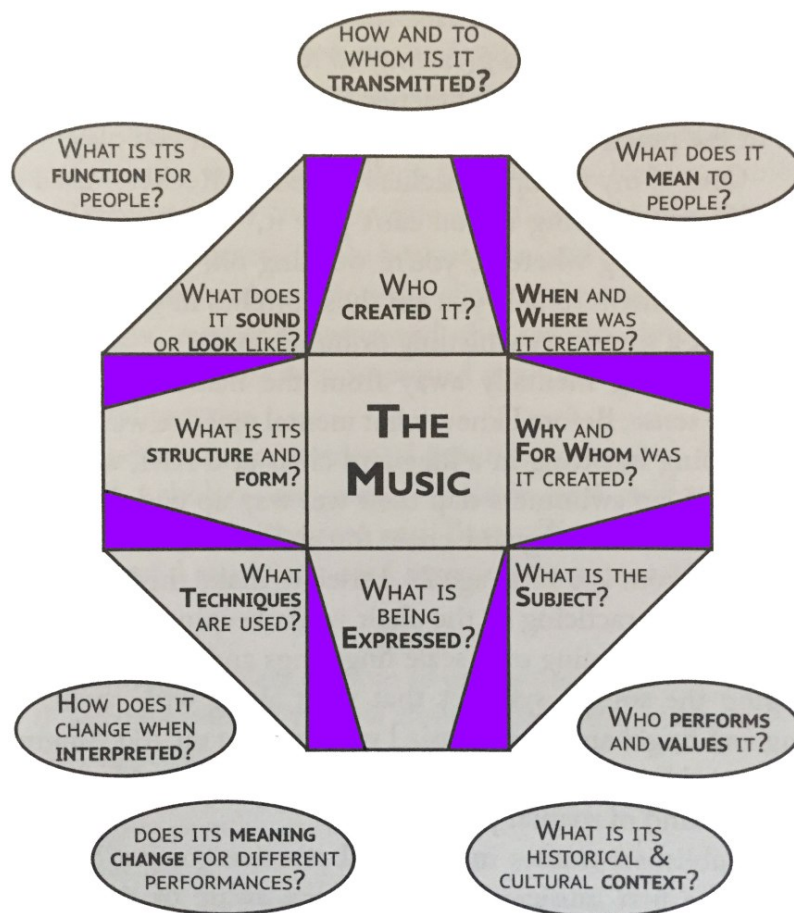 HOW AND TO
WHOM IS IT
TRANSMITTED?
WHAT IS ITS
FUNCTION FOR
PEOPLE?
WHAT DOES IT
MEAN TO
PEOPLE?
WHAT DOES
IT SOUND
OR LOOK LIKE?
WHO
CREATED IT?
WHEN AND
WHERE WAS
IT CREATED?
WHAT IS ITS
STRUCTURE AND
FORM?
THE
MUSIC
WHY AND
FOR WHOM WAS
IT CREATED?
WHAT
TECHNIQUES
ARE USED?
WHAT IS
BEING
EXPRESSED?
WHAT IS THE
SUBJECT?
HOW DOES IT
CHANGE WHEN
INTERPRETED?
WHO PERFORMS
AND VALUES IT?
DOES ITS MEANING
CHANGE FOR DIFFERENT
PERFORMANCES?
WHAT IS ITS
HISTORICAL &
CULTURAL CONTEXT?